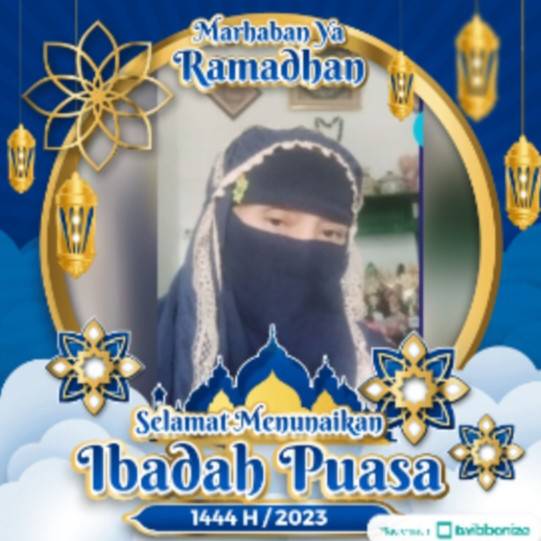 Marhaban Ya
Ramadhan
Selamat Menunaikan
Ibadah Puasa
1444 H / 2023
twibbonize